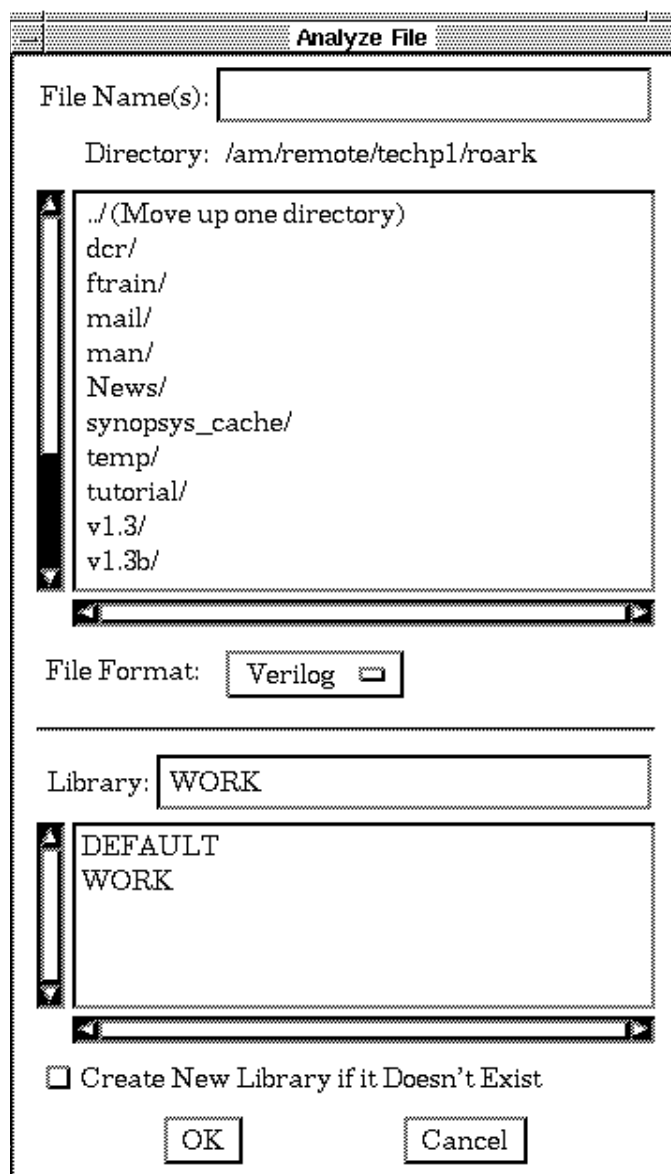 Analyze File
File Name(s):
Directory: /am/remote/techp1/roark
../ (Move up one directory)
dcr/
ftrain/
mail/
man/
News/
synopsys_cache/
temp/
tutorial/
v1.3/
v1.3b/
File Format: Verilog
Library: WORK
DEFAULT
WORK
Create New Library if it Doesn't Exist
OK Cancel